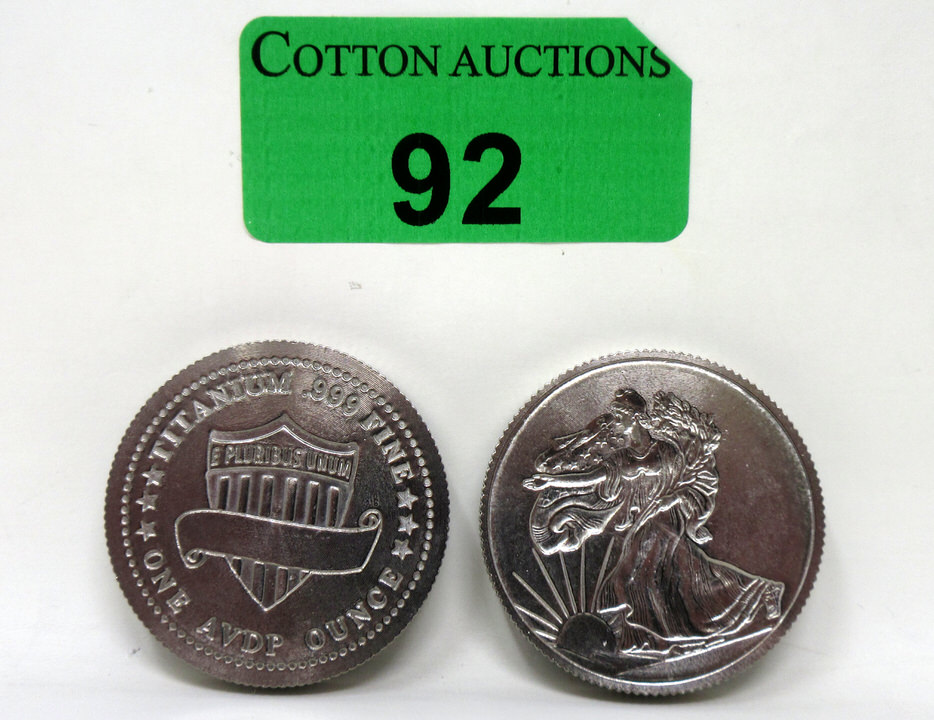 COTTON AUCTIONS
92
TITANIUM .999 FINE
E PLURIBUS UNUM
ONE AVDP OUNCE